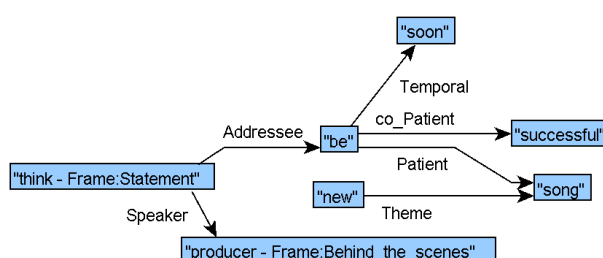 "soon"
Temporal
co_Patient
Addressee
"be"
"successful"
Patient
"think - Frame:Statement"
"new"
"song"
Speaker
Theme
"producer - Frame:Behind_the_scenes"